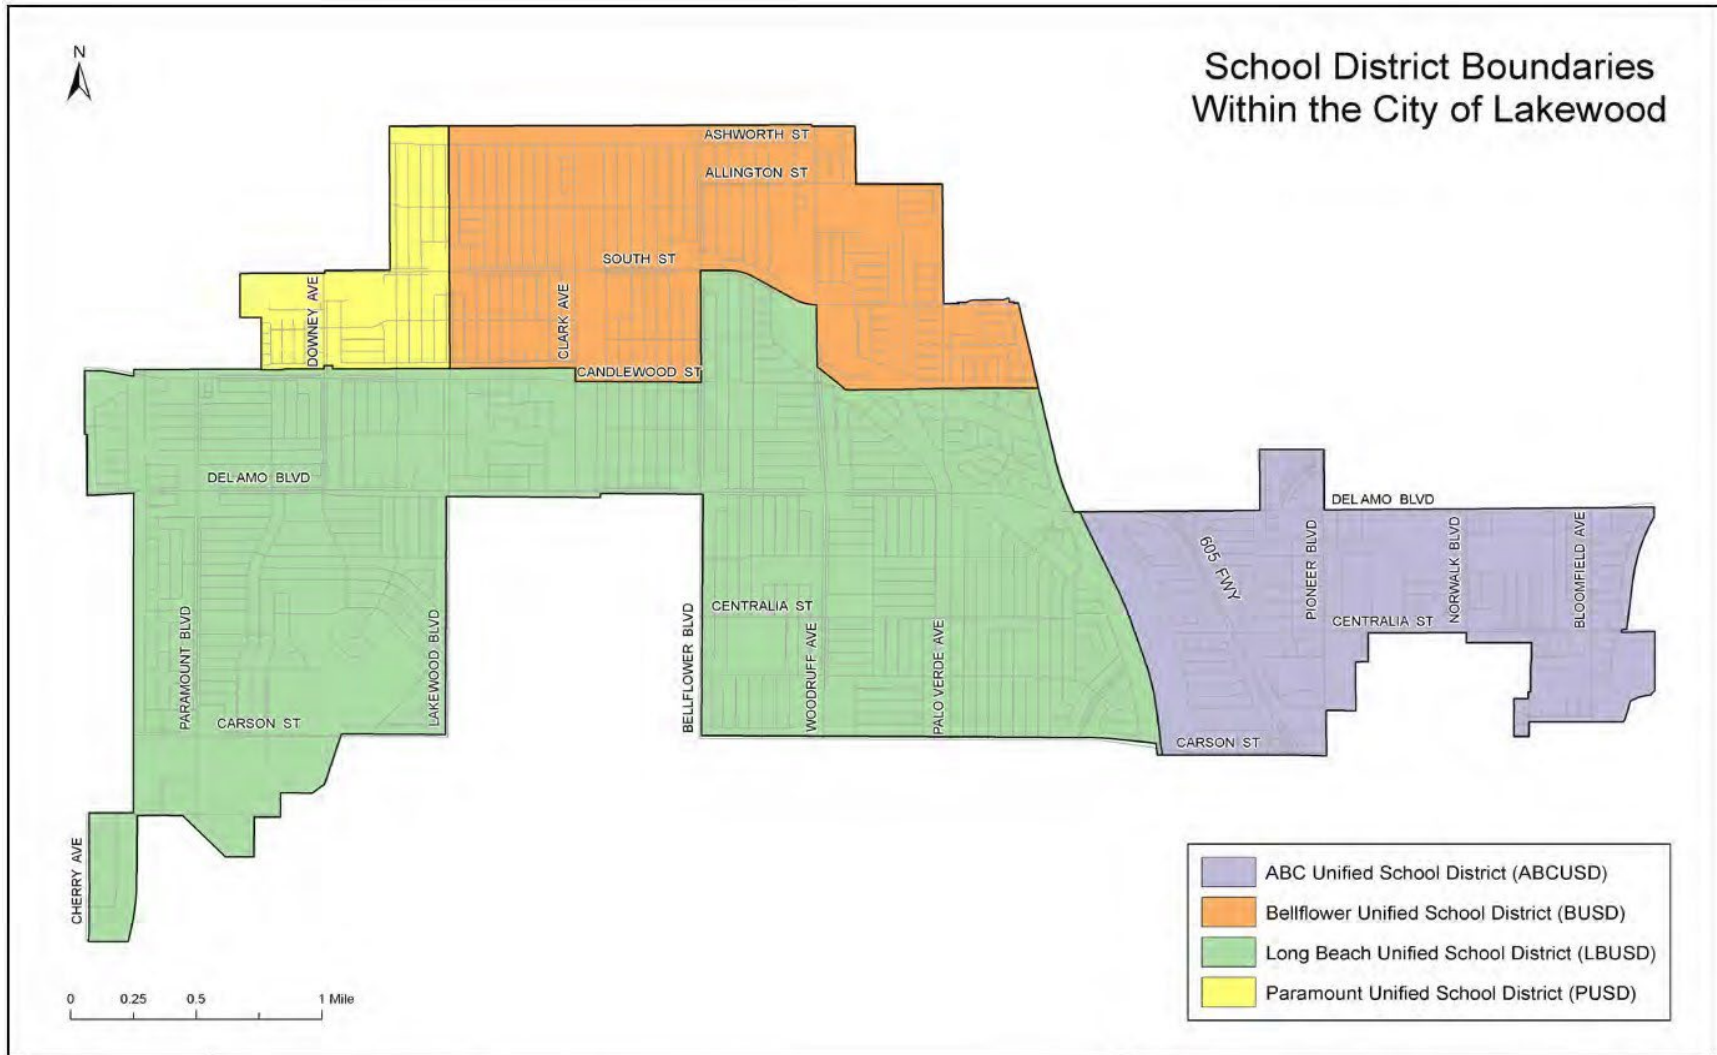 N
School District Boundaries
Within the City of Lakewood
ASHWORTH ST
ALLINGTON ST
SOUTH ST
DOWNEY AVE
CLARK AVE
CANDLEWOOD ST
DEL AMO BLVD
DEL AMO BLVD
605 FWY
PIONEER BLVD
NORWALK BLVD
BLOOMFIELD AVE
CENTRALIA ST
CENTRALIA ST
PARAMOUNT BLVD
LAKEWOOD BLVD
BELLFLOWER BLVD
WOODRUFF AVE
PALO VERDE AVE
CARSON ST
CARSON ST
CHERRY AVE
ABC Unified School District (ABCUSD)
Bellflower Unified School District (BUSD)
Long Beach Unified School District (LBUSD)
Paramount Unified School District (PUSD)
0 0.25 0.5 1 Mile